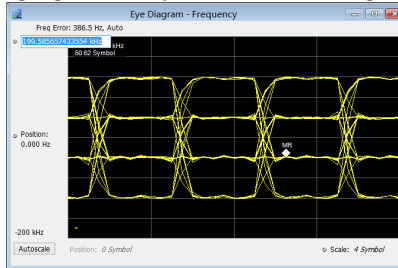 Eye Diagram - Frequency
Freq Error: 386.5 Hz, Auto
199.585657433554 kHz
kHz
50.62 Symbol
MR
Position:
0.000 Hz
-200 kHz
Autoscale
Position: 0 Symbol
Scale: 4 Symbol